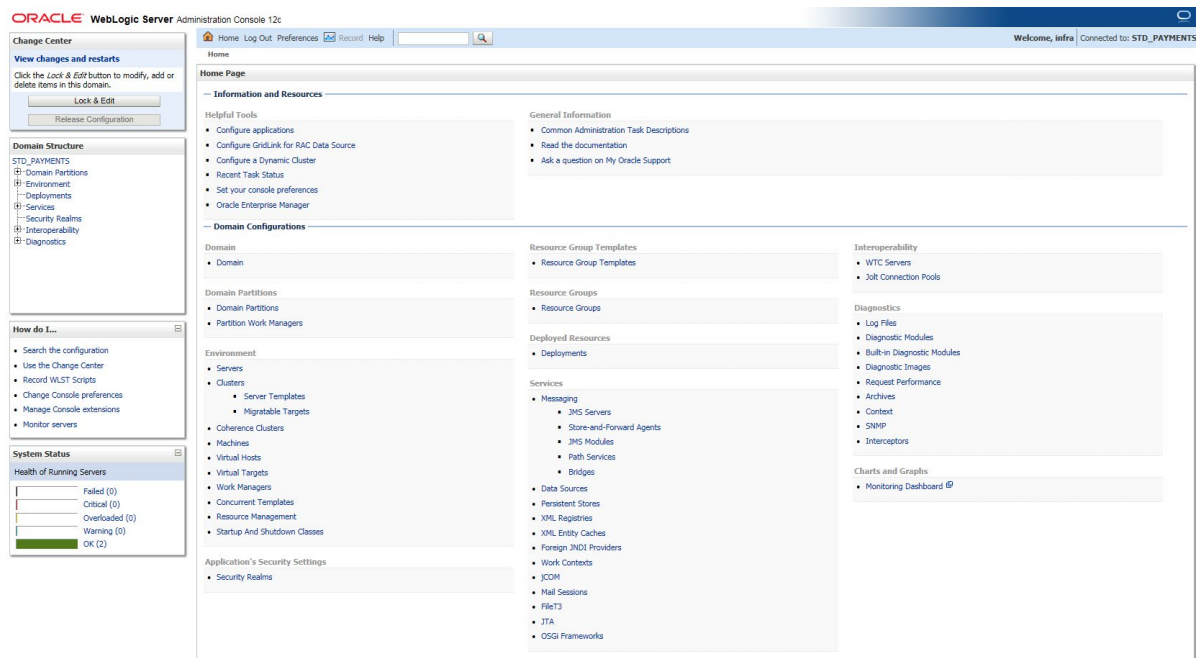 ORACLE WebLogic Server Administration Console 12c
Change Center
View changes and restarts
Click the Lock & Edit button to modify, add or
delete items in this domain.
Lock & Edit
Release Configuration
Domain Structure
STD_PAYMENTS
Domain Partitions
Environment
Deployments
Services
Security Realms
Interoperability
Diagnostics
How do I...
Search the configuration
Use the Change Center
Record WLST Scripts
Change Console preferences
Manage Console extensions
Monitor servers
System Status
Health of Running Servers
Failed (0)
Critical (0)
Overloaded (0)
Warning (0)
OK (2)
Home Log Out Preferences Record Help
Welcome, infra Connected to: STD_PAYMENTS
Home
Home Page
Information and Resources
Helpful Tools
Configure applications
Configure GridLink for RAC Data Source
Configure a Dynamic Cluster
Recent Task Status
Set your console preferences
Oracle Enterprise Manager
General Information
Common Administration Task Descriptions
Read the documentation
Ask a question on My Oracle Support
Domain Configurations
Domain
Domain
Domain Partitions
Domain Partitions
Partition Work Managers
Environment
Servers
Clusters
Server Templates
Migratable Targets
Coherence Clusters
Machines
Virtual Hosts
Virtual Targets
Work Managers
Concurrent Templates
Resource Management
Startup And Shutdown Classes
Application's Security Settings
Security Realms
Resource Group Templates
Resource Group Templates
Resource Groups
Resource Groups
Deployed Resources
Deployments
Services
Messaging
JMS Servers
Store-and-Forward Agents
JMS Modules
Path Services
Bridges
Data Sources
Persistent Stores
XML Registries
XML Entity Caches
Foreign JNDI Providers
Work Contexts
jCOM
Mail Sessions
FileT3
JTA
OSGi Frameworks
Interoperability
WTC Servers
Jolt Connection Pools
Diagnostics
Log Files
Diagnostic Modules
Built-in Diagnostic Modules
Diagnostic Images
Request Performance
Archives
Context
SNMP
Interceptors
Charts and Graphs
Monitoring Dashboard